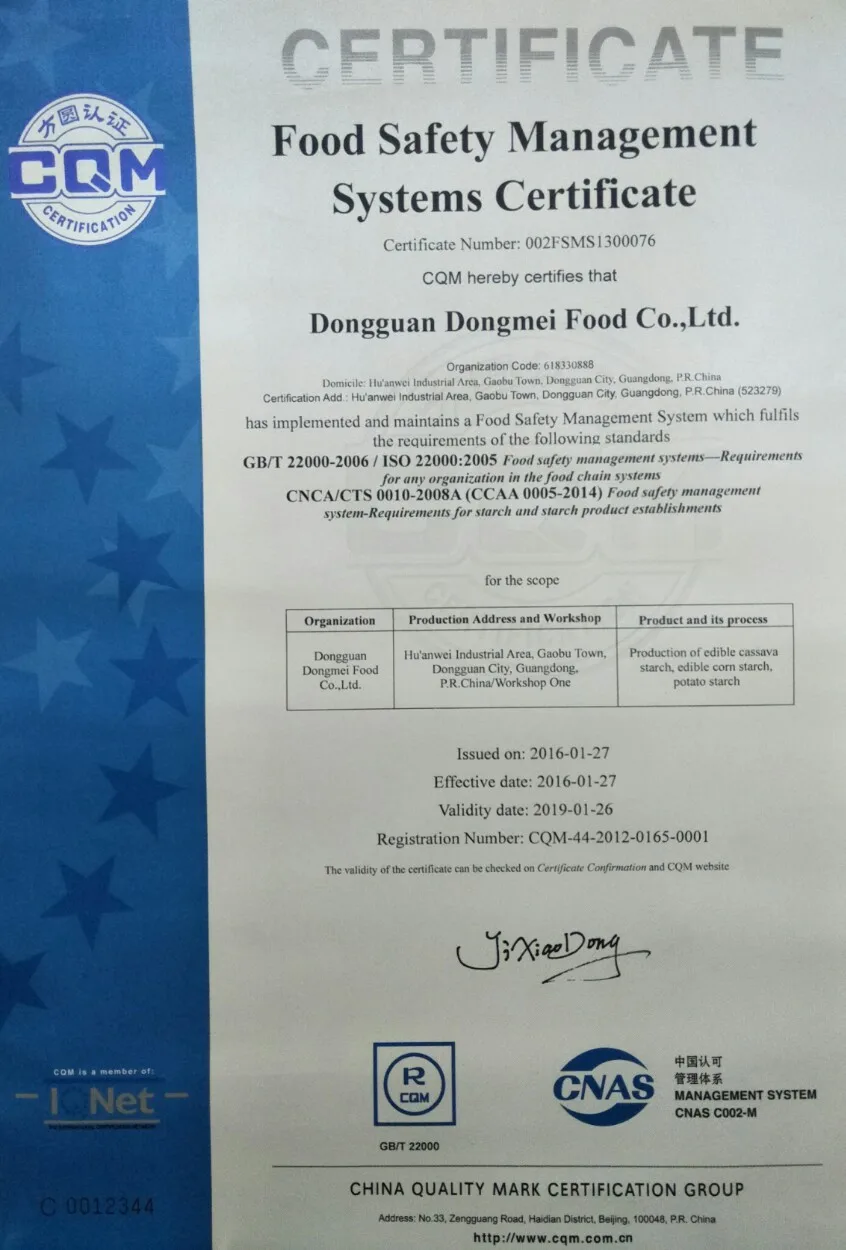 CERTIFICATE
方圆认证
CQM
CERTIFICATION
Food Safety Management
Systems Certificate
Certificate Number: 002FSMS1300076
CQM hereby certifies that
Dongguan Dongmei Food Co.,Ltd.
Organization Code: 618330888
Domicile: Hu'anwei Industrial Area, Gaobu Town, Dongguan City, Guangdong, P.R.China
Certification Add.: Hu'anwei Industrial Area, Gaobu Town, Dongguan City, Guangdong, P.R.China (523279)
has implemented and maintains a Food Safety Management System which fulfils
the requirements of the following standards
GB/T 22000-2006 / ISO 22000:2005 Food safety management systems—Requirements
for any organization in the food chain systems
CNCA/CTS 0010-2008A (CCAA 0005-2014) Food safety management
system-Requirements for starch and starch product establishments
for the scope
Organization Production Address and Workshop Product and its process
Dongguan Hu'anwei Industrial Area, Gaobu Town, Production of edible cassava
Dongmei Food Dongguan City, Guangdong, starch, edible corn starch,
Co.,Ltd. P.R.China/Workshop One potato starch
Issued on: 2016-01-27
Effective date: 2016-01-27
Validity date: 2019-01-26
Registration Number: CQM-44-2012-0165-0001
The validity of the certificate can be checked on Certificate Confirmation and CQM website
Ji XiaoDong
CQM is a member of:
IQNet
R
CQM
GB/T 22000
CNAS
中国认可
管理体系
MANAGEMENT SYSTEM
CNAS C002-M
C 0012344
CHINA QUALITY MARK CERTIFICATION GROUP
Address: No.33, Zengguang Road, Haidian District, Beijing, 100048, P.R. China
http://www.cqm.com.cn